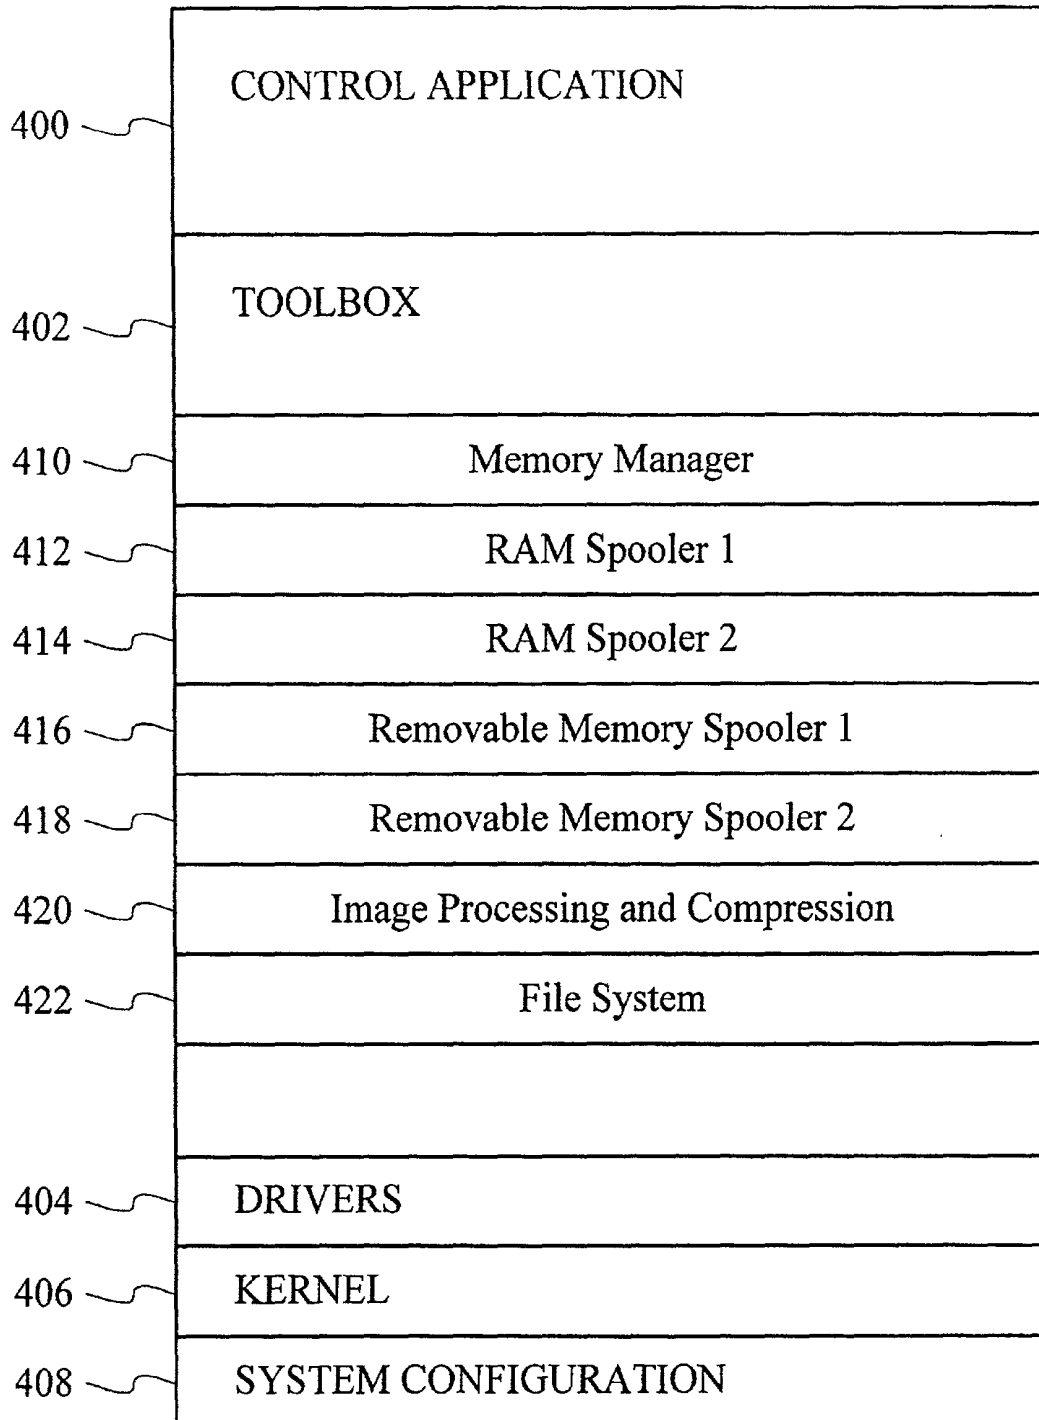 CONTROL APPLICATION
400
TOOLBOX
402
410 Memory Manager
412 RAM Spooler 1
414 RAM Spooler 2
416 Removable Memory Spooler 1
418 Removable Memory Spooler 2
420 Image Processing and Compression
422 File System
404 DRIVERS
406 KERNEL
408 SYSTEM CONFIGURATION